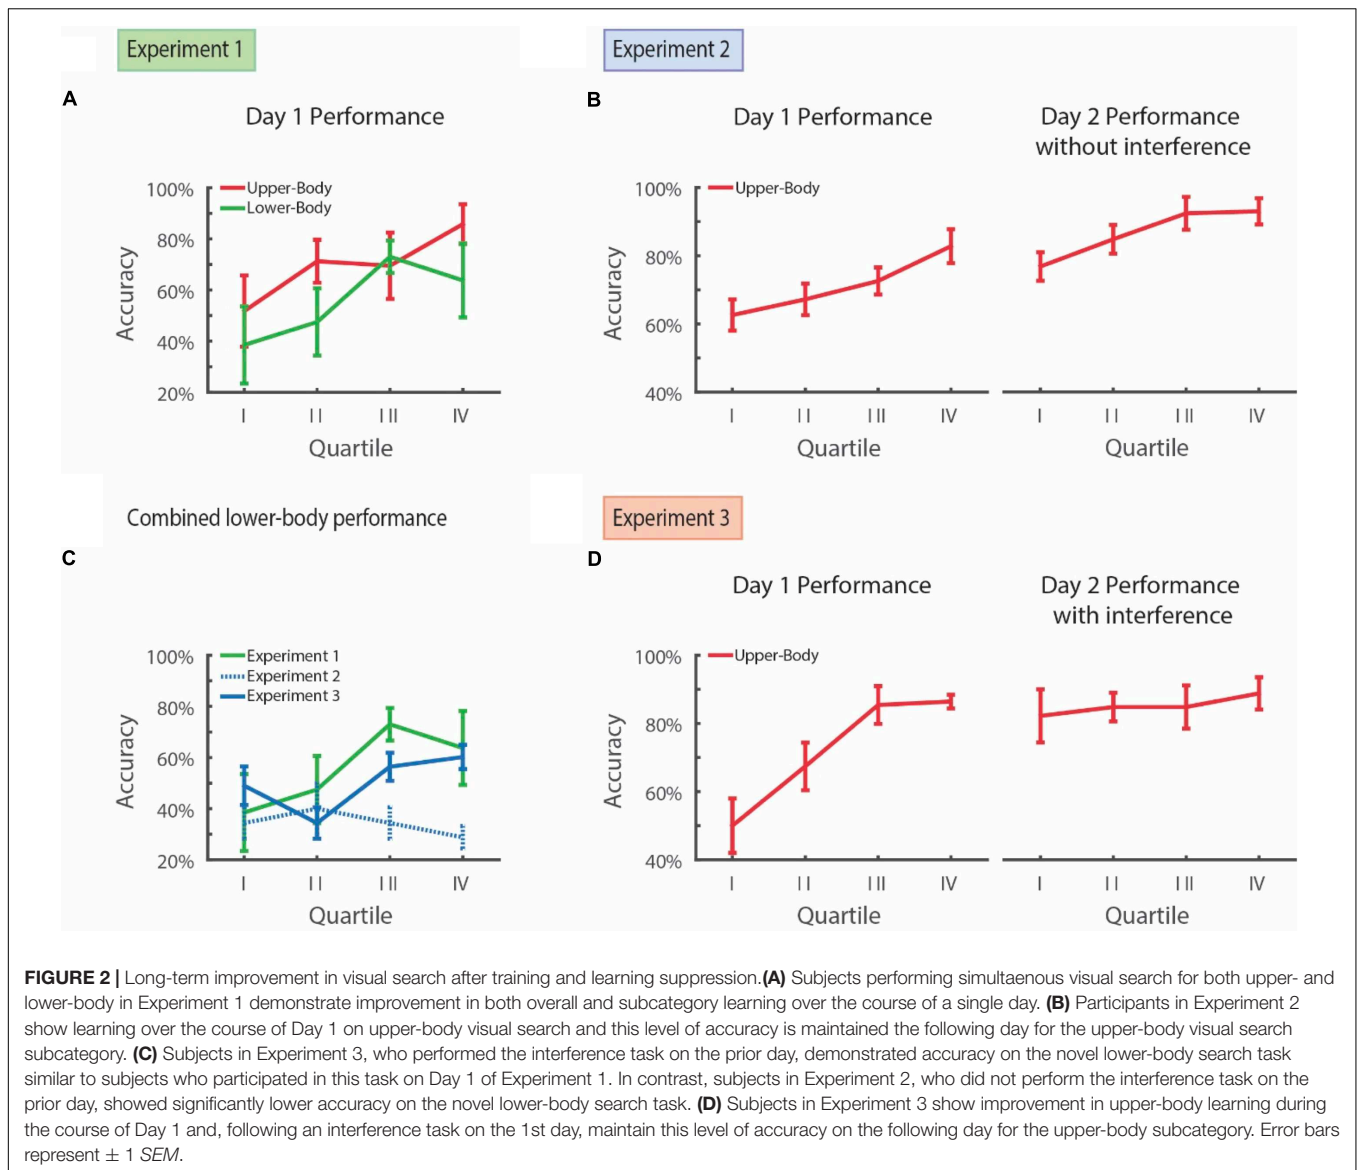 Experiment 1
A
Day 1 Performance
100%
80%
60%
40%
20%
Accuracy
Upper-Body
Lower-Body
I
I I
I II
IV
Quartile
Experiment 2
B
Day 1 Performance
100%
80%
60%
40%
Accuracy
Upper-Body
I
I I
I II
IV
Quartile
Day 2 Performance
without interference
I
I I
I II
IV
Quartile
Combined lower-body performance
C
100%
80%
60%
40%
20%
Accuracy
Experiment 1
Experiment 2
Experiment 3
I
I I
I II
IV
Quartile
Experiment 3
D
Day 1 Performance
100%
80%
60%
40%
Accuracy
Upper-Body
I
I I
I II
IV
Quartile
Day 2 Performance
with interference
I
I I
I II
IV
Quartile
FIGURE 2 | Long-term improvement in visual search after training and learning suppression.(A) Subjects performing simultaenous visual search for both upper- and
lower-body in Experiment 1 demonstrate improvement in both overall and subcategory learning over the course of a single day. (B) Participants in Experiment 2
show learning over the course of Day 1 on upper-body visual search and this level of accuracy is maintained the following day for the upper-body visual search
subcategory. (C) Subjects in Experiment 3, who performed the interference task on the prior day, demonstrated accuracy on the novel lower-body search task
similar to subjects who participated in this task on Day 1 of Experiment 1. In contrast, subjects in Experiment 2, who did not perform the interference task on the
prior day, showed significantly lower accuracy on the novel lower-body search task. (D) Subjects in Experiment 3 show improvement in upper-body learning during
the course of Day 1 and, following an interference task on the 1st day, maintain this level of accuracy on the following day for the upper-body subcategory. Error bars
represent ± 1 SEM.